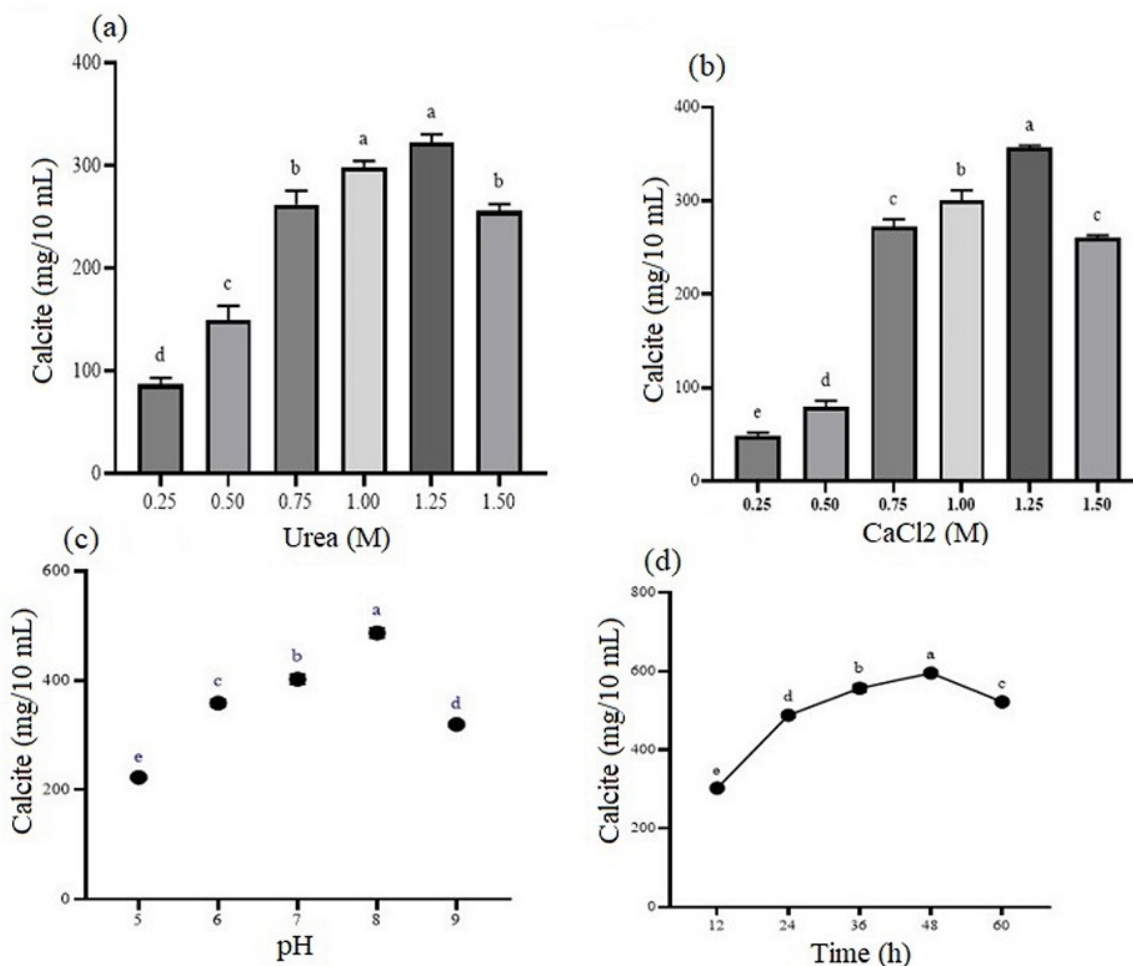 (a)
Calcite (mg/10 mL)
400
300
200
100
0
d
c
b
a
a
b
0.25 0.50 0.75 1.00 1.25 1.50
Urea (M)
(b)
Calcite (mg/10 mL)
400
300
200
100
0
e
d
c
b
a
c
0.25 0.50 0.75 1.00 1.25 1.50
CaCl2 (M)
(c)
Calcite (mg/10 mL)
600
400
200
0
e
c
b
a
d
5 6 7 8 9
pH
(d)
Calcite (mg/10 mL)
800
600
400
200
0
e
d
b
a
c
12 24 36 48 60
Time (h)